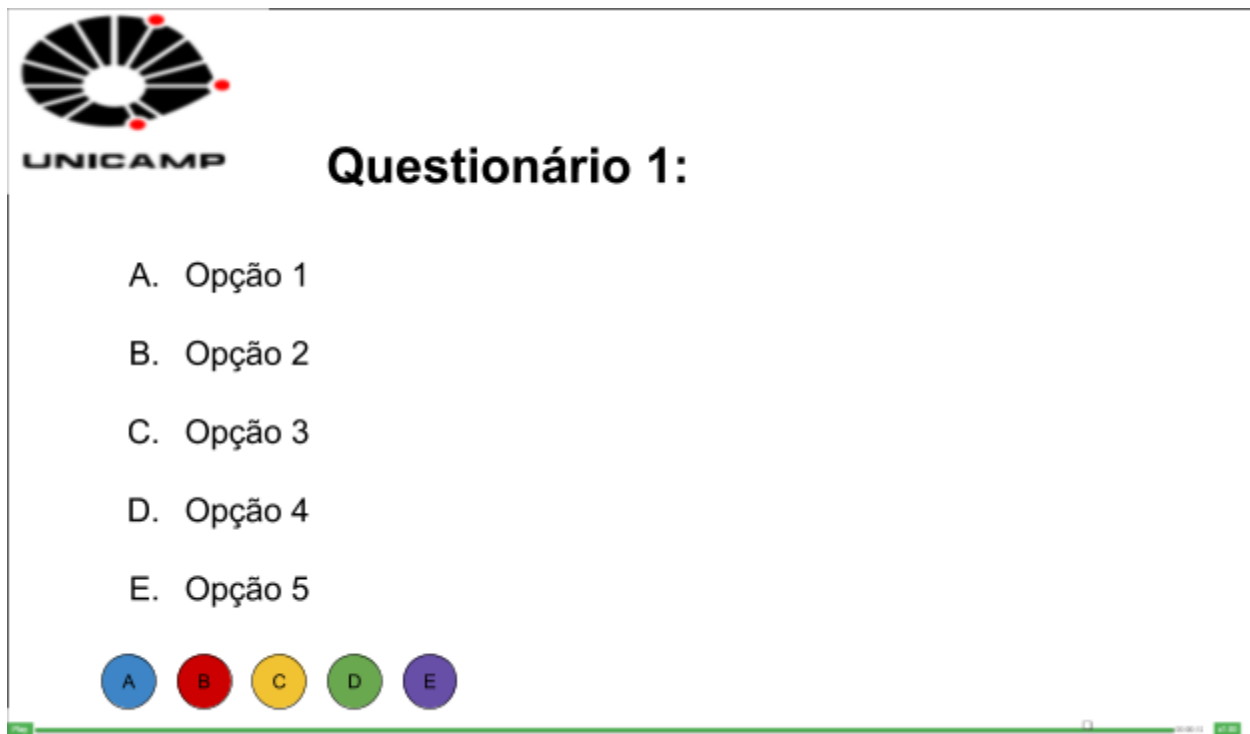 UNICAMP
Questionário 1:
A. Opção 1
B. Opção 2
C. Opção 3
D. Opção 4
E. Opção 5
A B C D E